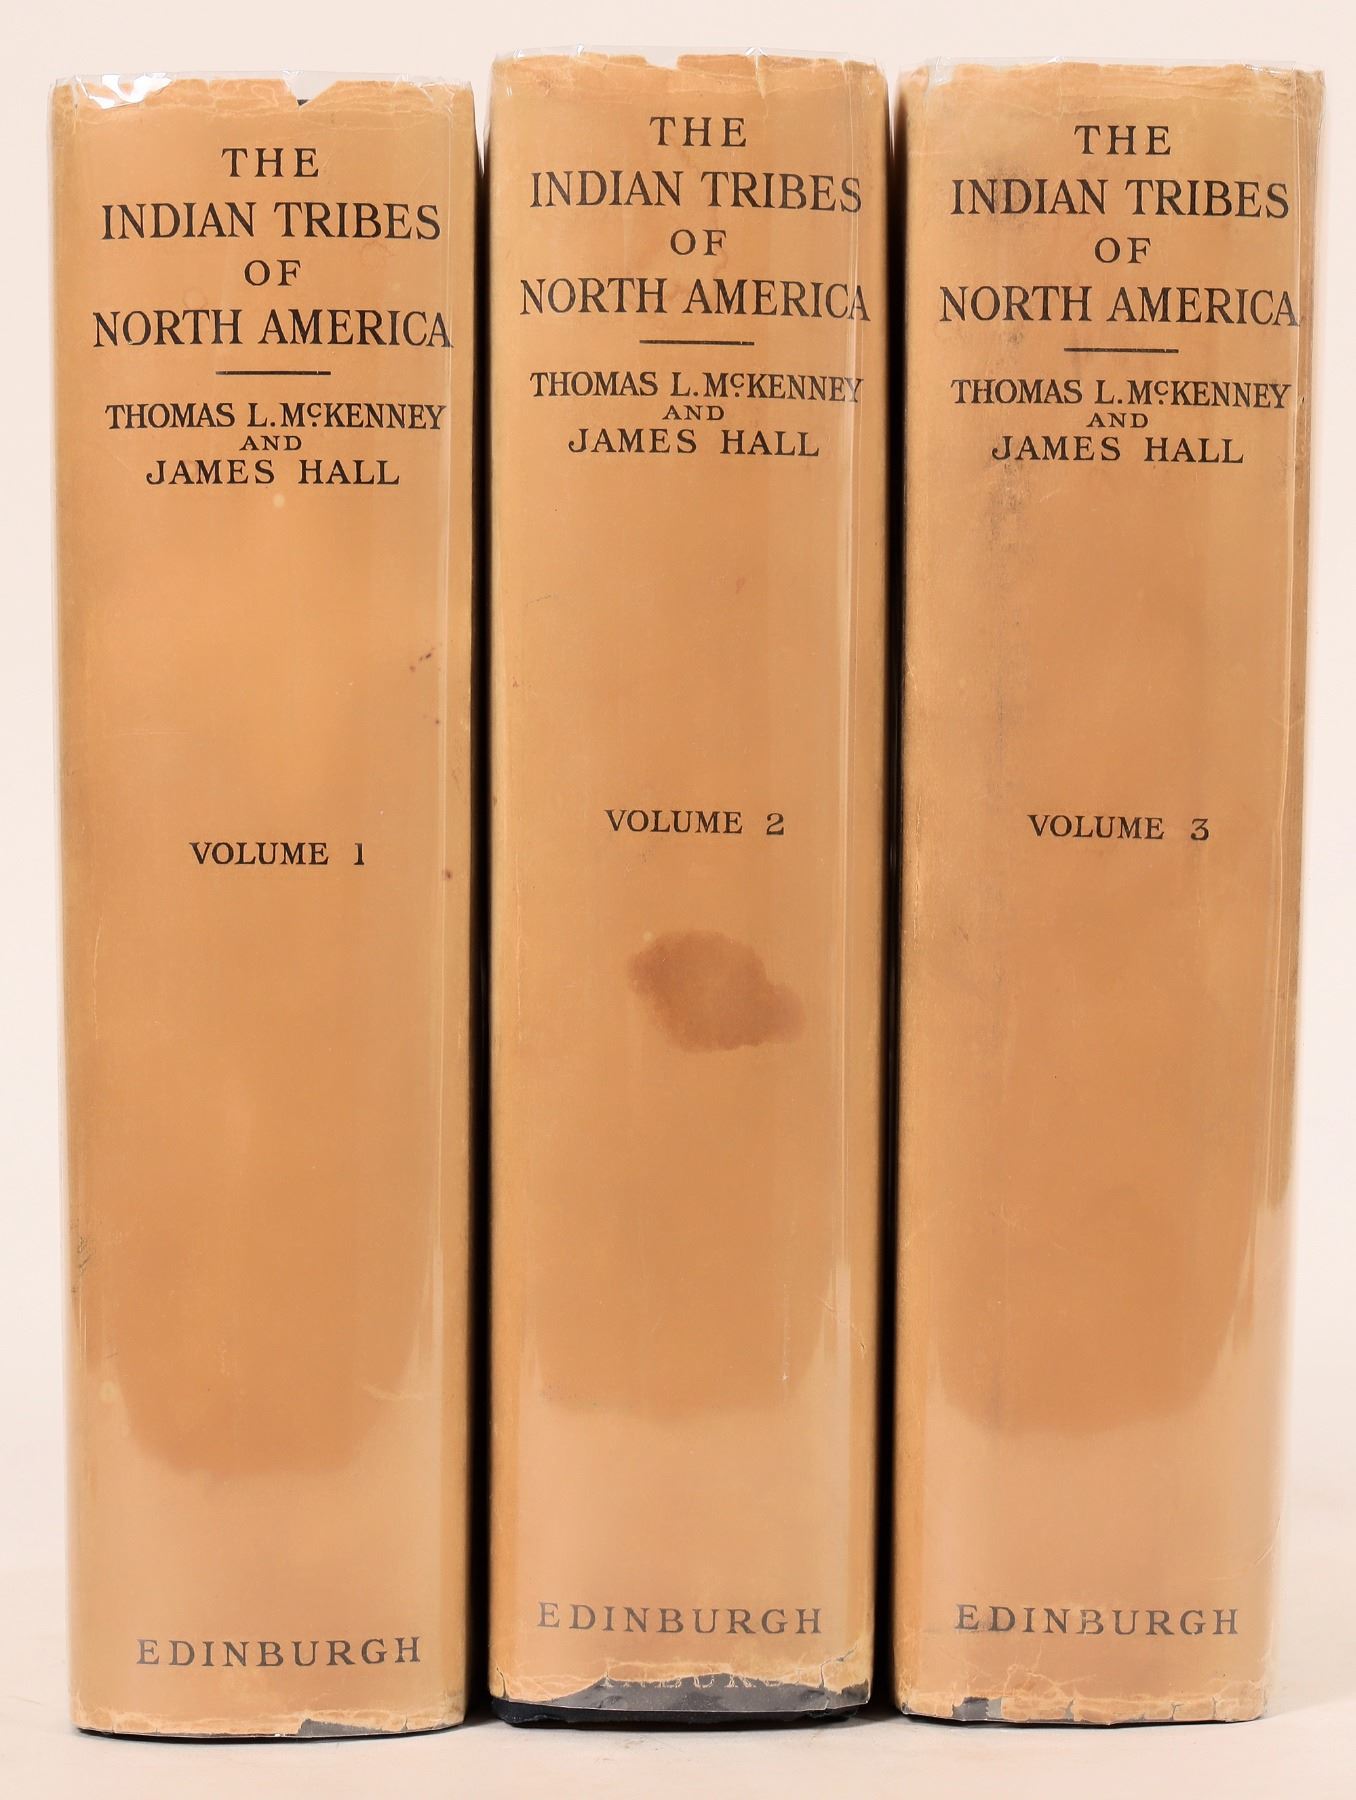 THE
INDIAN TRIBES
OF
NORTH AMERICA
THOMAS L. McKENNEY
AND
JAMES HALL
VOLUME 1
EDINBURGH
THE
INDIAN TRIBES
OF
NORTH AMERICA
THOMAS L. McKENNEY
AND
JAMES HALL
VOLUME 2
EDINBURGH
THE
INDIAN TRIBES
OF
NORTH AMERICA
THOMAS L. McKENNEY
AND
JAMES HALL
VOLUME 3
EDINBURGH